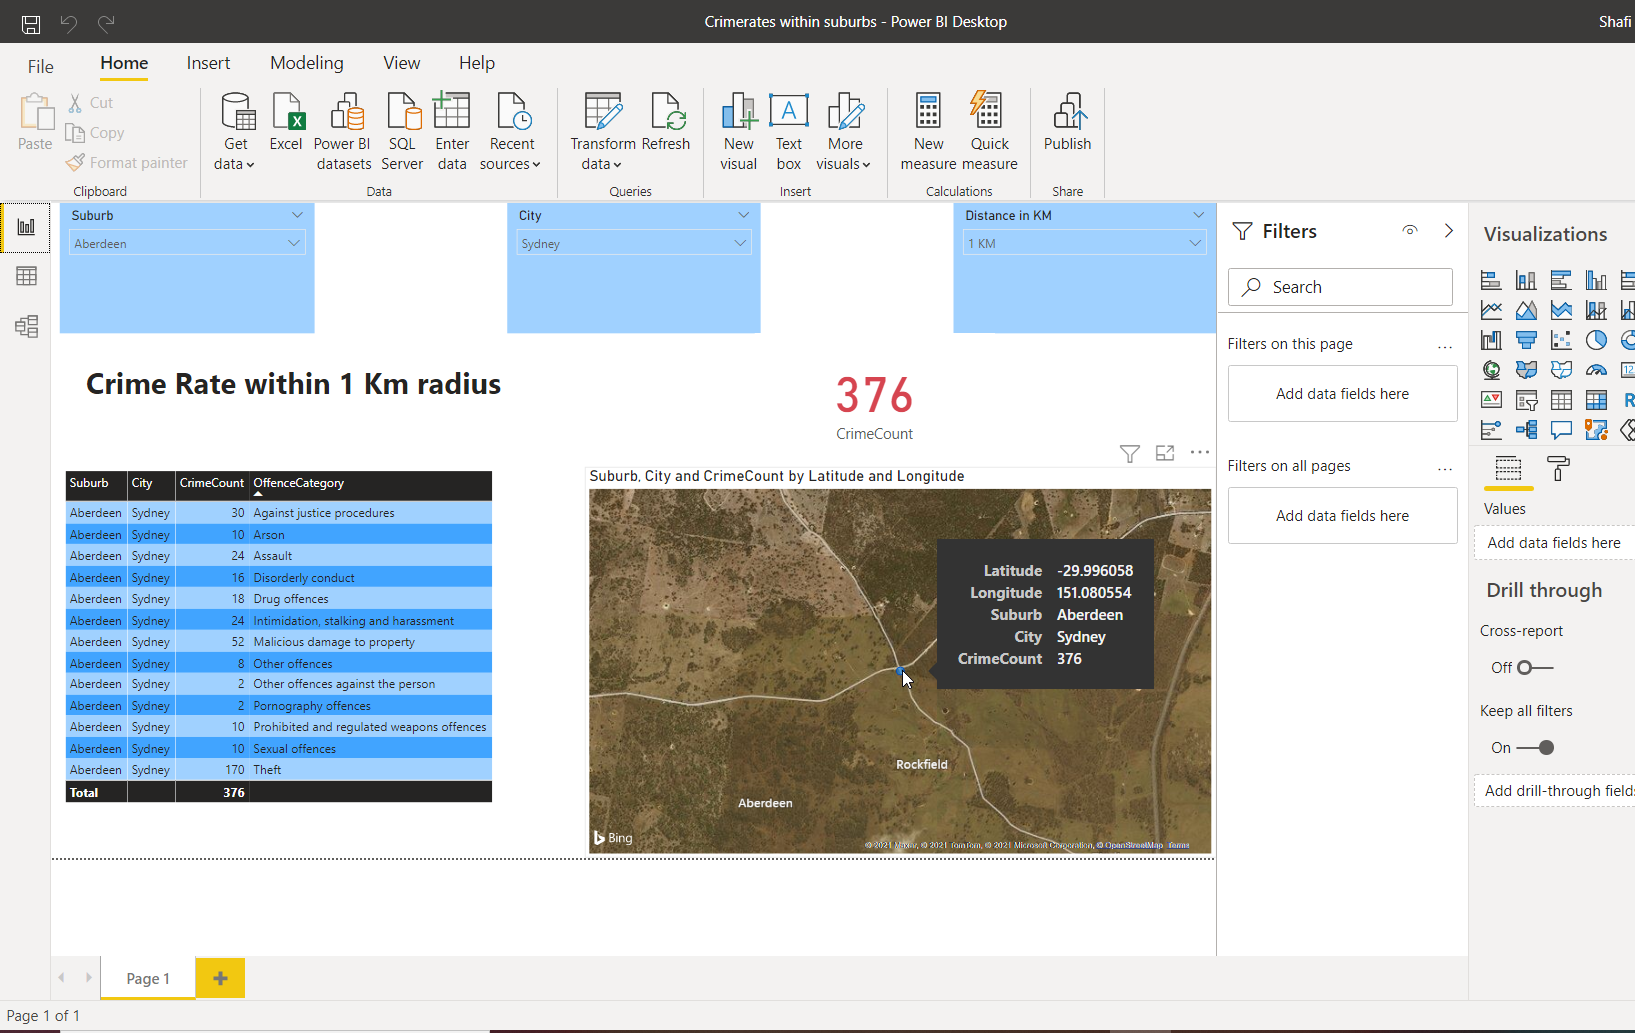 Crimerates within suburbs - Power BI Desktop
Shafi
File
Home
Insert
Modeling
View
Help
Paste
Cut
Copy
Format painter
Clipboard
Get data
Excel
Power BI datasets
SQL Server
Enter data
Recent sources
Data
Transform data
Refresh
Queries
New visual
Text box
More visuals
Insert
New measure
Quick measure
Calculations
Publish
Share
Suburb
Aberdeen
City
Sydney
Distance in KM
1 KM
Crime Rate within 1 Km radius
376
CrimeCount
Suburb City CrimeCount OffenceCategory
Aberdeen Sydney 30 Against justice procedures
Aberdeen Sydney 10 Arson
Aberdeen Sydney 24 Assault
Aberdeen Sydney 16 Disorderly conduct
Aberdeen Sydney 18 Drug offences
Aberdeen Sydney 24 Intimidation, stalking and harassment
Aberdeen Sydney 52 Malicious damage to property
Aberdeen Sydney 8 Other offences
Aberdeen Sydney 2 Other offences against the person
Aberdeen Sydney 2 Pornography offences
Aberdeen Sydney 10 Prohibited and regulated weapons offences
Aberdeen Sydney 10 Sexual offences
Aberdeen Sydney 170 Theft
Total 376
Suburb, City and CrimeCount by Latitude and Longitude
Latitude -29.996058
Longitude 151.080554
Suburb Aberdeen
City Sydney
CrimeCount 376
Rockfield
Aberdeen
Bing
© 2021 Maxar, © 2021 TomTom, © 2021 Microsoft Corporation, © OpenStreetMap Terms
Filters
Search
Filters on this page
Add data fields here
Filters on all pages
Add data fields here
Visualizations
Values
Add data fields here
Drill through
Cross-report
Off
Keep all filters
On
Add drill-through fields
Page 1
Page 1 of 1